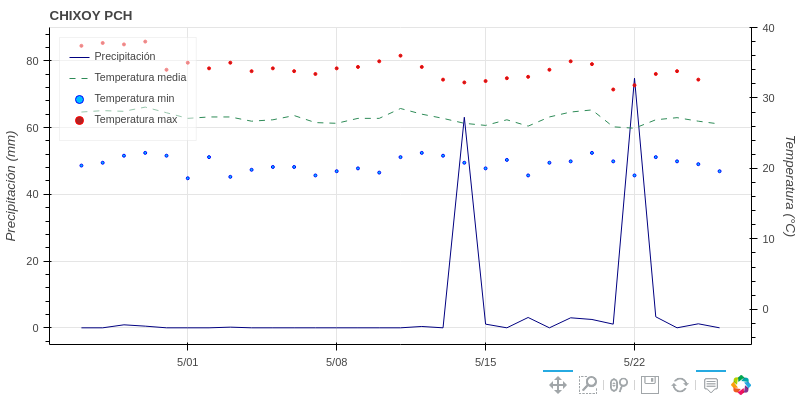 CHIXOY PCH
Precipitación
Temperatura media
Temperatura min
Temperatura max
Precipitación (mm)
80
60
40
20
0
40
30
20
10
0
Temperatura (°C)
5/01 5/08 5/15 5/22